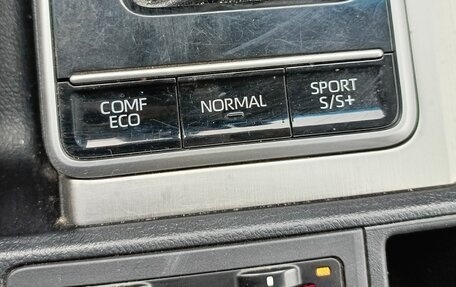 COMF
ECO
NORMAL
SPORT
S/S+